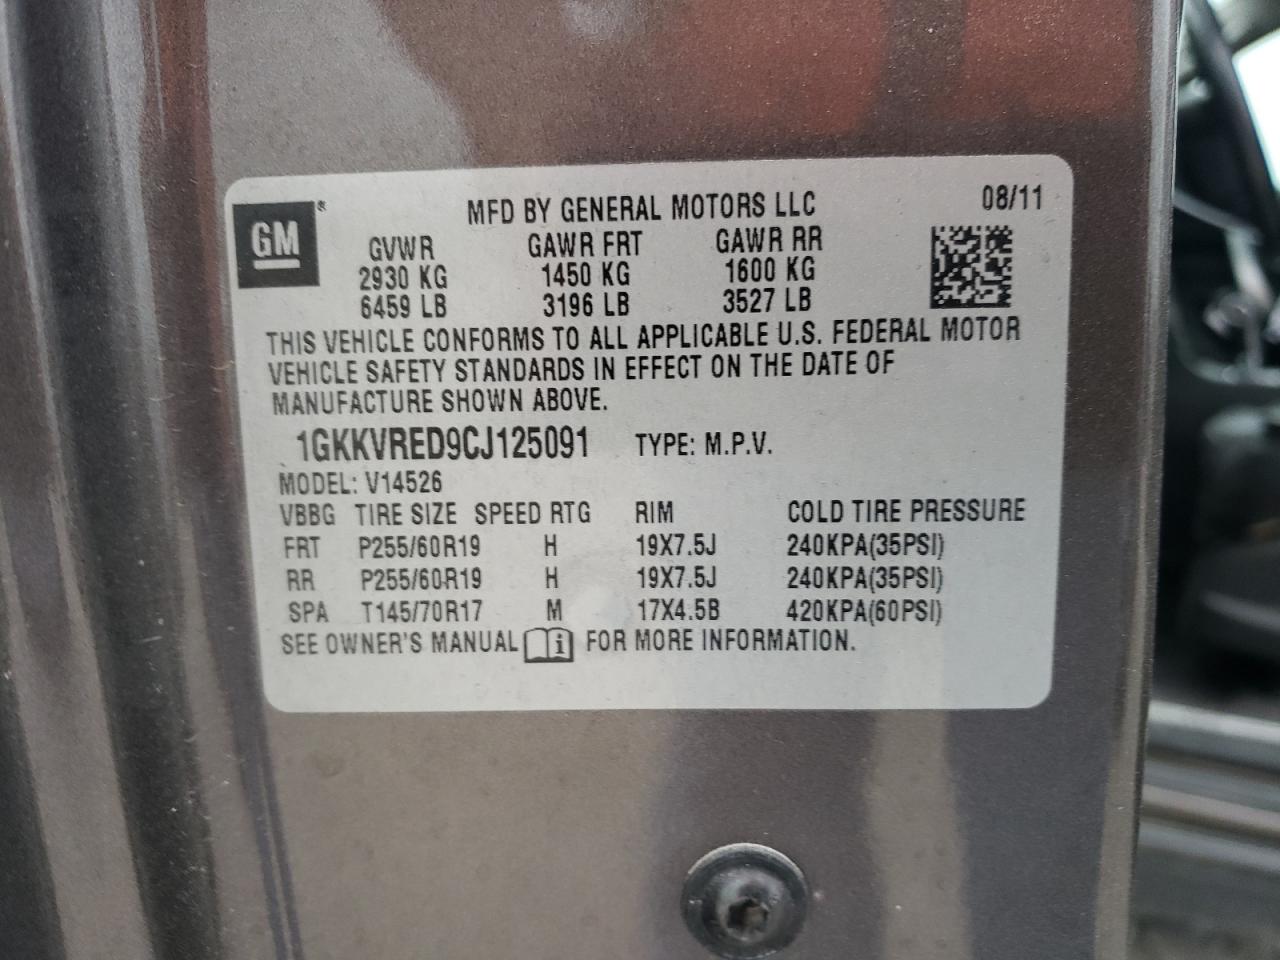 GM®
MFD BY GENERAL MOTORS LLC 08/11
GVWR GAWR FRT GAWR RR
2930 KG 1450 KG 1600 KG
6459 LB 3196 LB 3527 LB
THIS VEHICLE CONFORMS TO ALL APPLICABLE U.S. FEDERAL MOTOR
VEHICLE SAFETY STANDARDS IN EFFECT ON THE DATE OF
MANUFACTURE SHOWN ABOVE.
1GKKVRED9CJ125091 TYPE: M.P.V.
MODEL: V14526
VBBG TIRE SIZE SPEED RTG RIM COLD TIRE PRESSURE
FRT P255/60R19 H 19X7.5J 240KPA(35PSI)
RR P255/60R19 H 19X7.5J 240KPA(35PSI)
SPA T145/70R17 M 17X4.5B 420KPA(60PSI)
SEE OWNER'S MANUAL i FOR MORE INFORMATION.